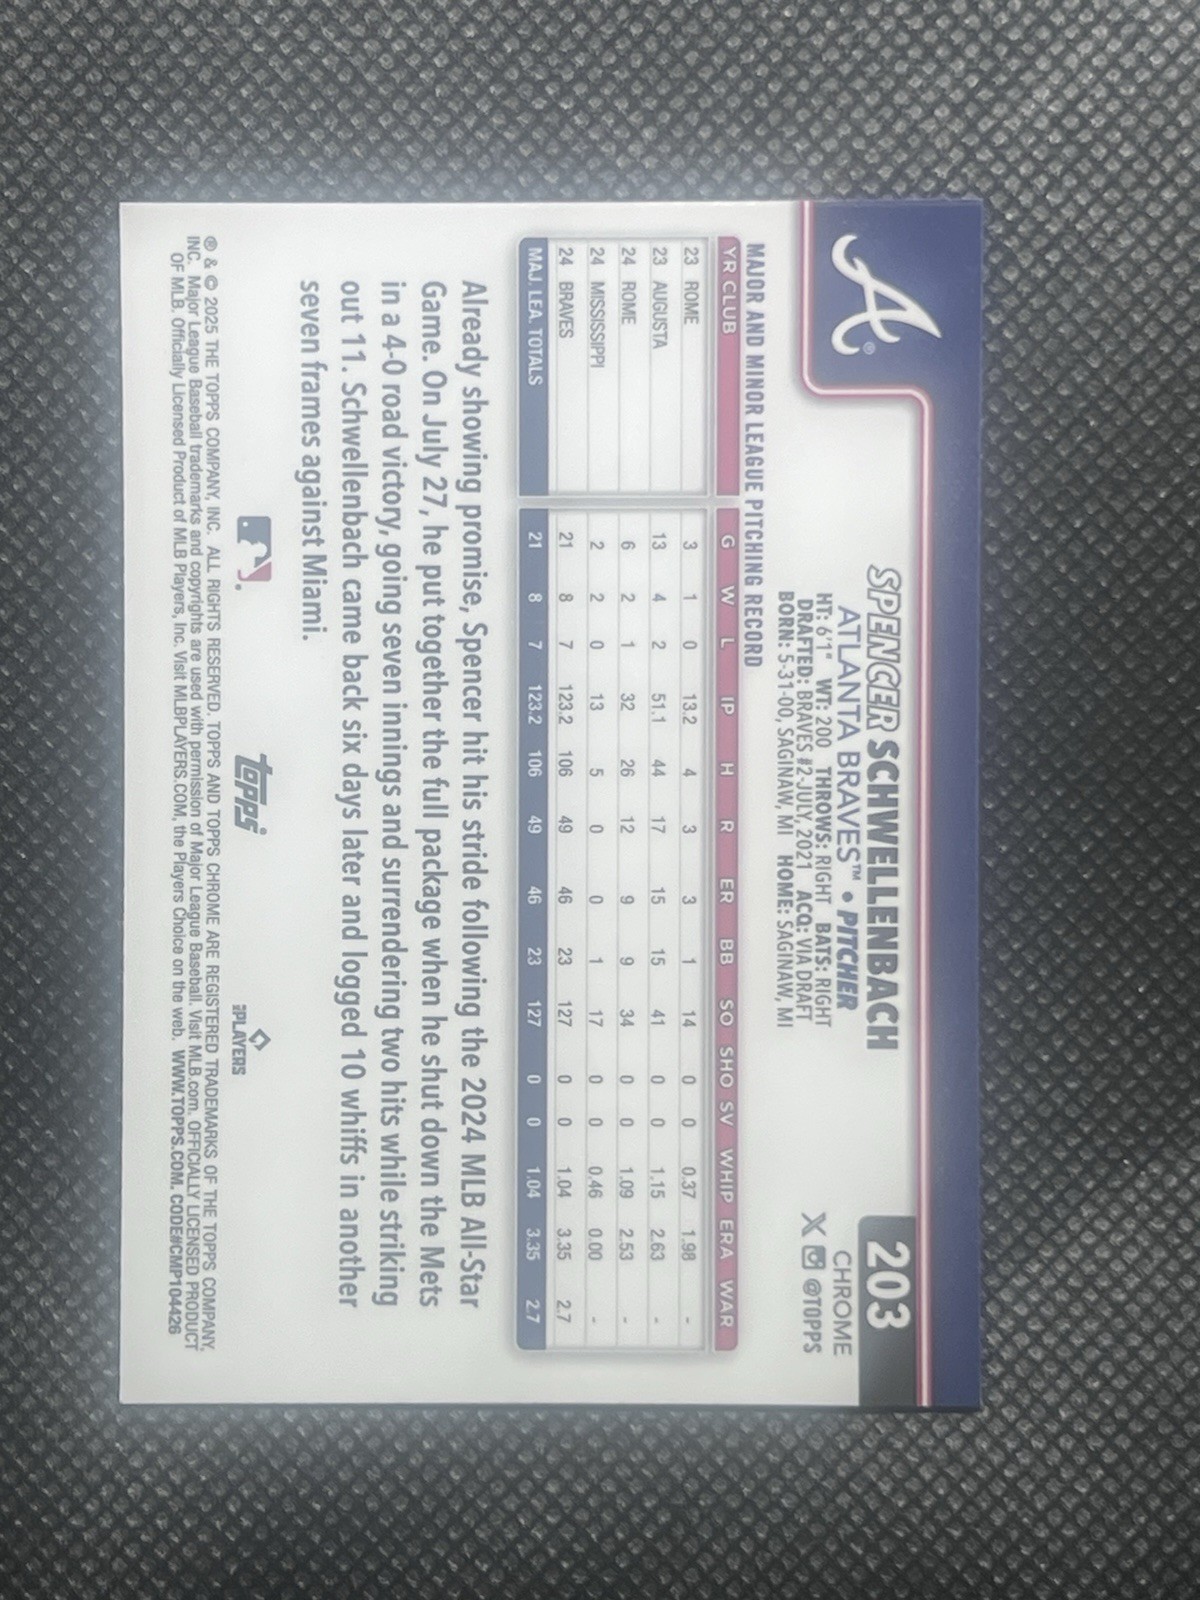 A®
203
SPENCER SCHWELLENBACH
CHROME
ATLANTA BRAVES™ • PITCHER
X @TOPPS
HT: 6'1" WT: 200 THROWS: RIGHT BATS: RIGHT
DRAFTED: BRAVES #2-JULY, 2021 ACQ: VIA DRAFT
BORN: 5-31-00, SAGINAW, MI HOME: SAGINAW, MI
MAJOR AND MINOR LEAGUE PITCHING RECORD
YR CLUB G W L IP H R ER BB SO SHO SV WHIP ERA WAR
23 ROME 3 1 0 13.2 4 3 3 1 14 0 0 0.37 1.98 -
23 AUGUSTA 13 4 2 51.1 44 17 15 15 41 0 0 1.15 2.63 -
24 ROME 6 2 1 32 26 12 9 9 34 0 0 1.09 2.53 -
24 MISSISSIPPI 2 2 0 13 5 0 0 1 17 0 0 0.46 0.00 -
24 BRAVES 21 8 7 123.2 106 49 46 23 127 0 0 1.04 3.35 2.7
MAJ. LEA. TOTALS 21 8 7 123.2 106 49 46 23 127 0 0 1.04 3.35 2.7
Already showing promise, Spencer hit his stride following the 2024 MLB All-Star
Game. On July 27, he put together the full package when he shut down the Mets
in a 4-0 road victory, going seven innings and surrendering two hits while striking
out 11. Schwellenbach came back six days later and logged 10 whiffs in another
seven frames against Miami.
topps MLB PLAYERS
® & © 2025 THE TOPPS COMPANY, INC. ALL RIGHTS RESERVED. TOPPS AND TOPPS CHROME ARE REGISTERED TRADEMARKS OF THE TOPPS COMPANY,
INC. Major League Baseball trademarks and copyrights are used with permission of Major League Baseball. Visit MLB.com. OFFICIALLY LICENSED PRODUCT
OF MLB. Officially Licensed Product of MLB Players, Inc. Visit MLBPLAYERS.COM, the Players Choice on the web. WWW.TOPPS.COM. CODE#CMP104426